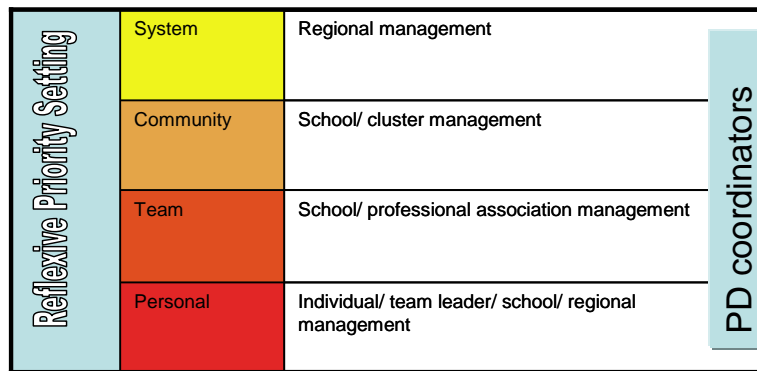 Reflexive Priority Setting
System
Regional management
Community
School/ cluster management
Team
School/ professional association management
Personal
Individual/ team leader/ school/ regional
management
PD coordinators